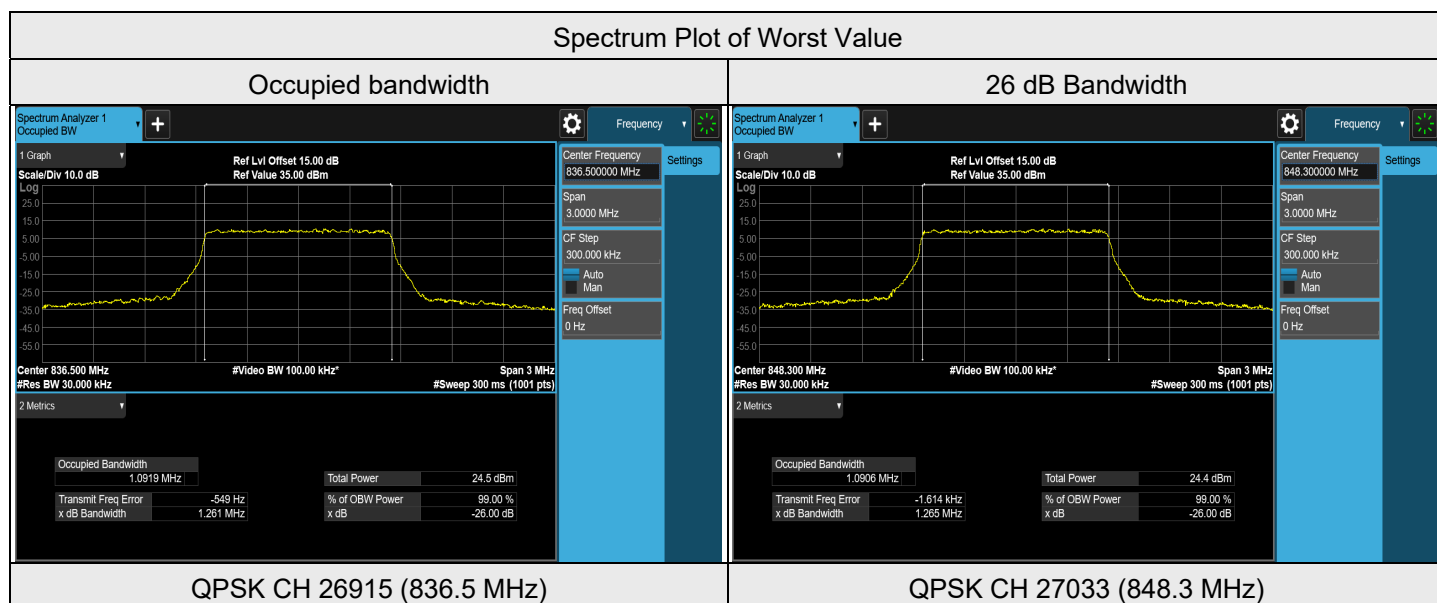 Spectrum Plot of Worst Value
Occupied bandwidth
26 dB Bandwidth
Spectrum Analyzer 1
Occupied BW
+
Frequency
1 Graph
Scale/Div 10.0 dB
Ref Lvl Offset 15.00 dB
Ref Value 35.00 dBm
Log
25.0
15.0
5.00
-5.00
-15.0
-25.0
-35.0
-45.0
-55.0
Center 836.500 MHz
#Res BW 30.000 kHz
#Video BW 100.00 kHz*
Span 3 MHz
#Sweep 300 ms (1001 pts)
Center Frequency
836.500000 MHz
Settings
Span
3.0000 MHz
CF Step
300.000 kHz
Auto
Man
Freq Offset
0 Hz
2 Metrics
Occupied Bandwidth
1.0919 MHz
Total Power 24.5 dBm
Transmit Freq Error -549 Hz
% of OBW Power 99.00 %
x dB Bandwidth 1.261 MHz
x dB -26.00 dB
Spectrum Analyzer 1
Occupied BW
+
Frequency
1 Graph
Scale/Div 10.0 dB
Ref Lvl Offset 15.00 dB
Ref Value 35.00 dBm
Log
25.0
15.0
5.00
-5.00
-15.0
-25.0
-35.0
-45.0
-55.0
Center 848.300 MHz
#Res BW 30.000 kHz
#Video BW 100.00 kHz*
Span 3 MHz
#Sweep 300 ms (1001 pts)
Center Frequency
848.300000 MHz
Settings
Span
3.0000 MHz
CF Step
300.000 kHz
Auto
Man
Freq Offset
0 Hz
2 Metrics
Occupied Bandwidth
1.0906 MHz
Total Power 24.4 dBm
Transmit Freq Error -1.614 kHz
% of OBW Power 99.00 %
x dB Bandwidth 1.265 MHz
x dB -26.00 dB
QPSK CH 26915 (836.5 MHz)
QPSK CH 27033 (848.3 MHz)